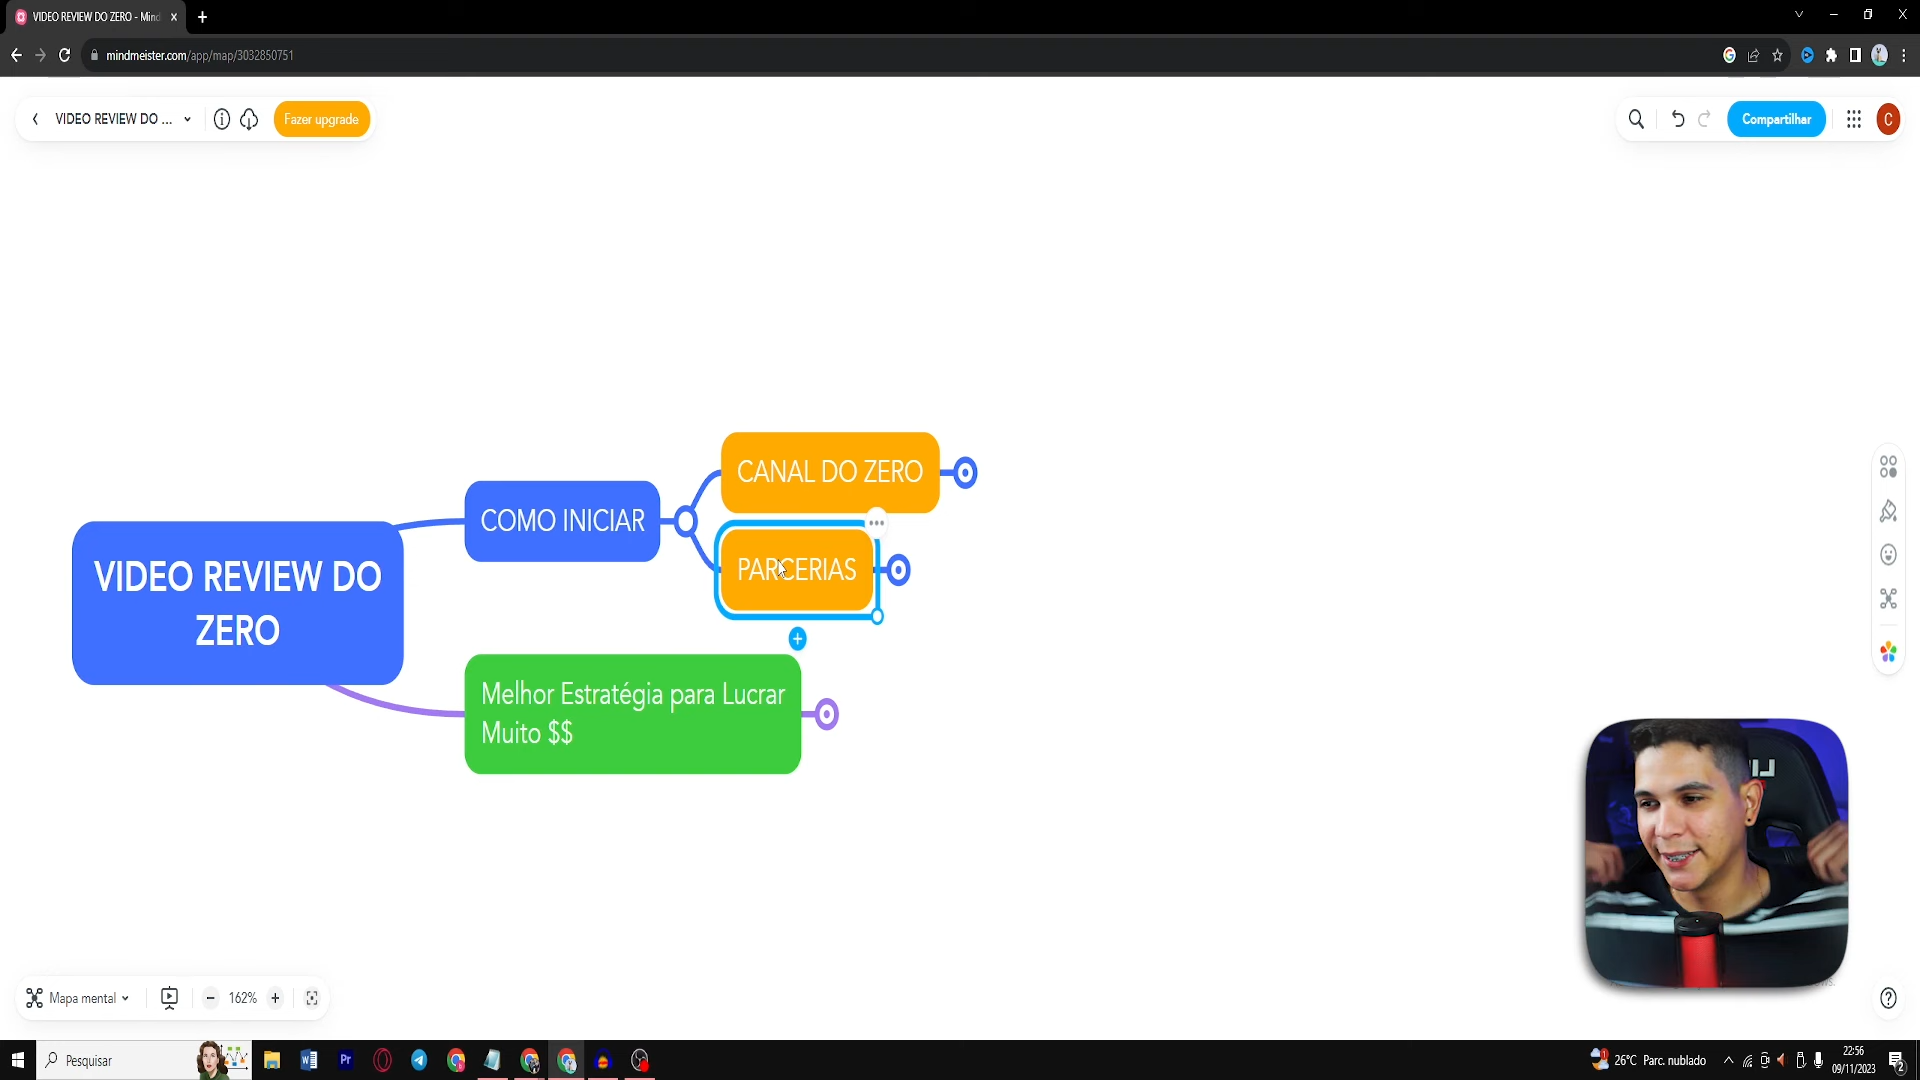 VIDEO REVIEW DO ZERO - Mind
mindmeister.com/app/map/3032850751
VIDEO REVIEW DO ...
Fazer upgrade
Compartilhar
C
CANAL DO ZERO
COMO INICIAR
PARCERIAS
VIDEO REVIEW DO
ZERO
Melhor Estratégia para Lucrar
Muito $$
Mapa mental
162%
Pesquisar
26°C Parc. nublado
22:56
09/11/2023